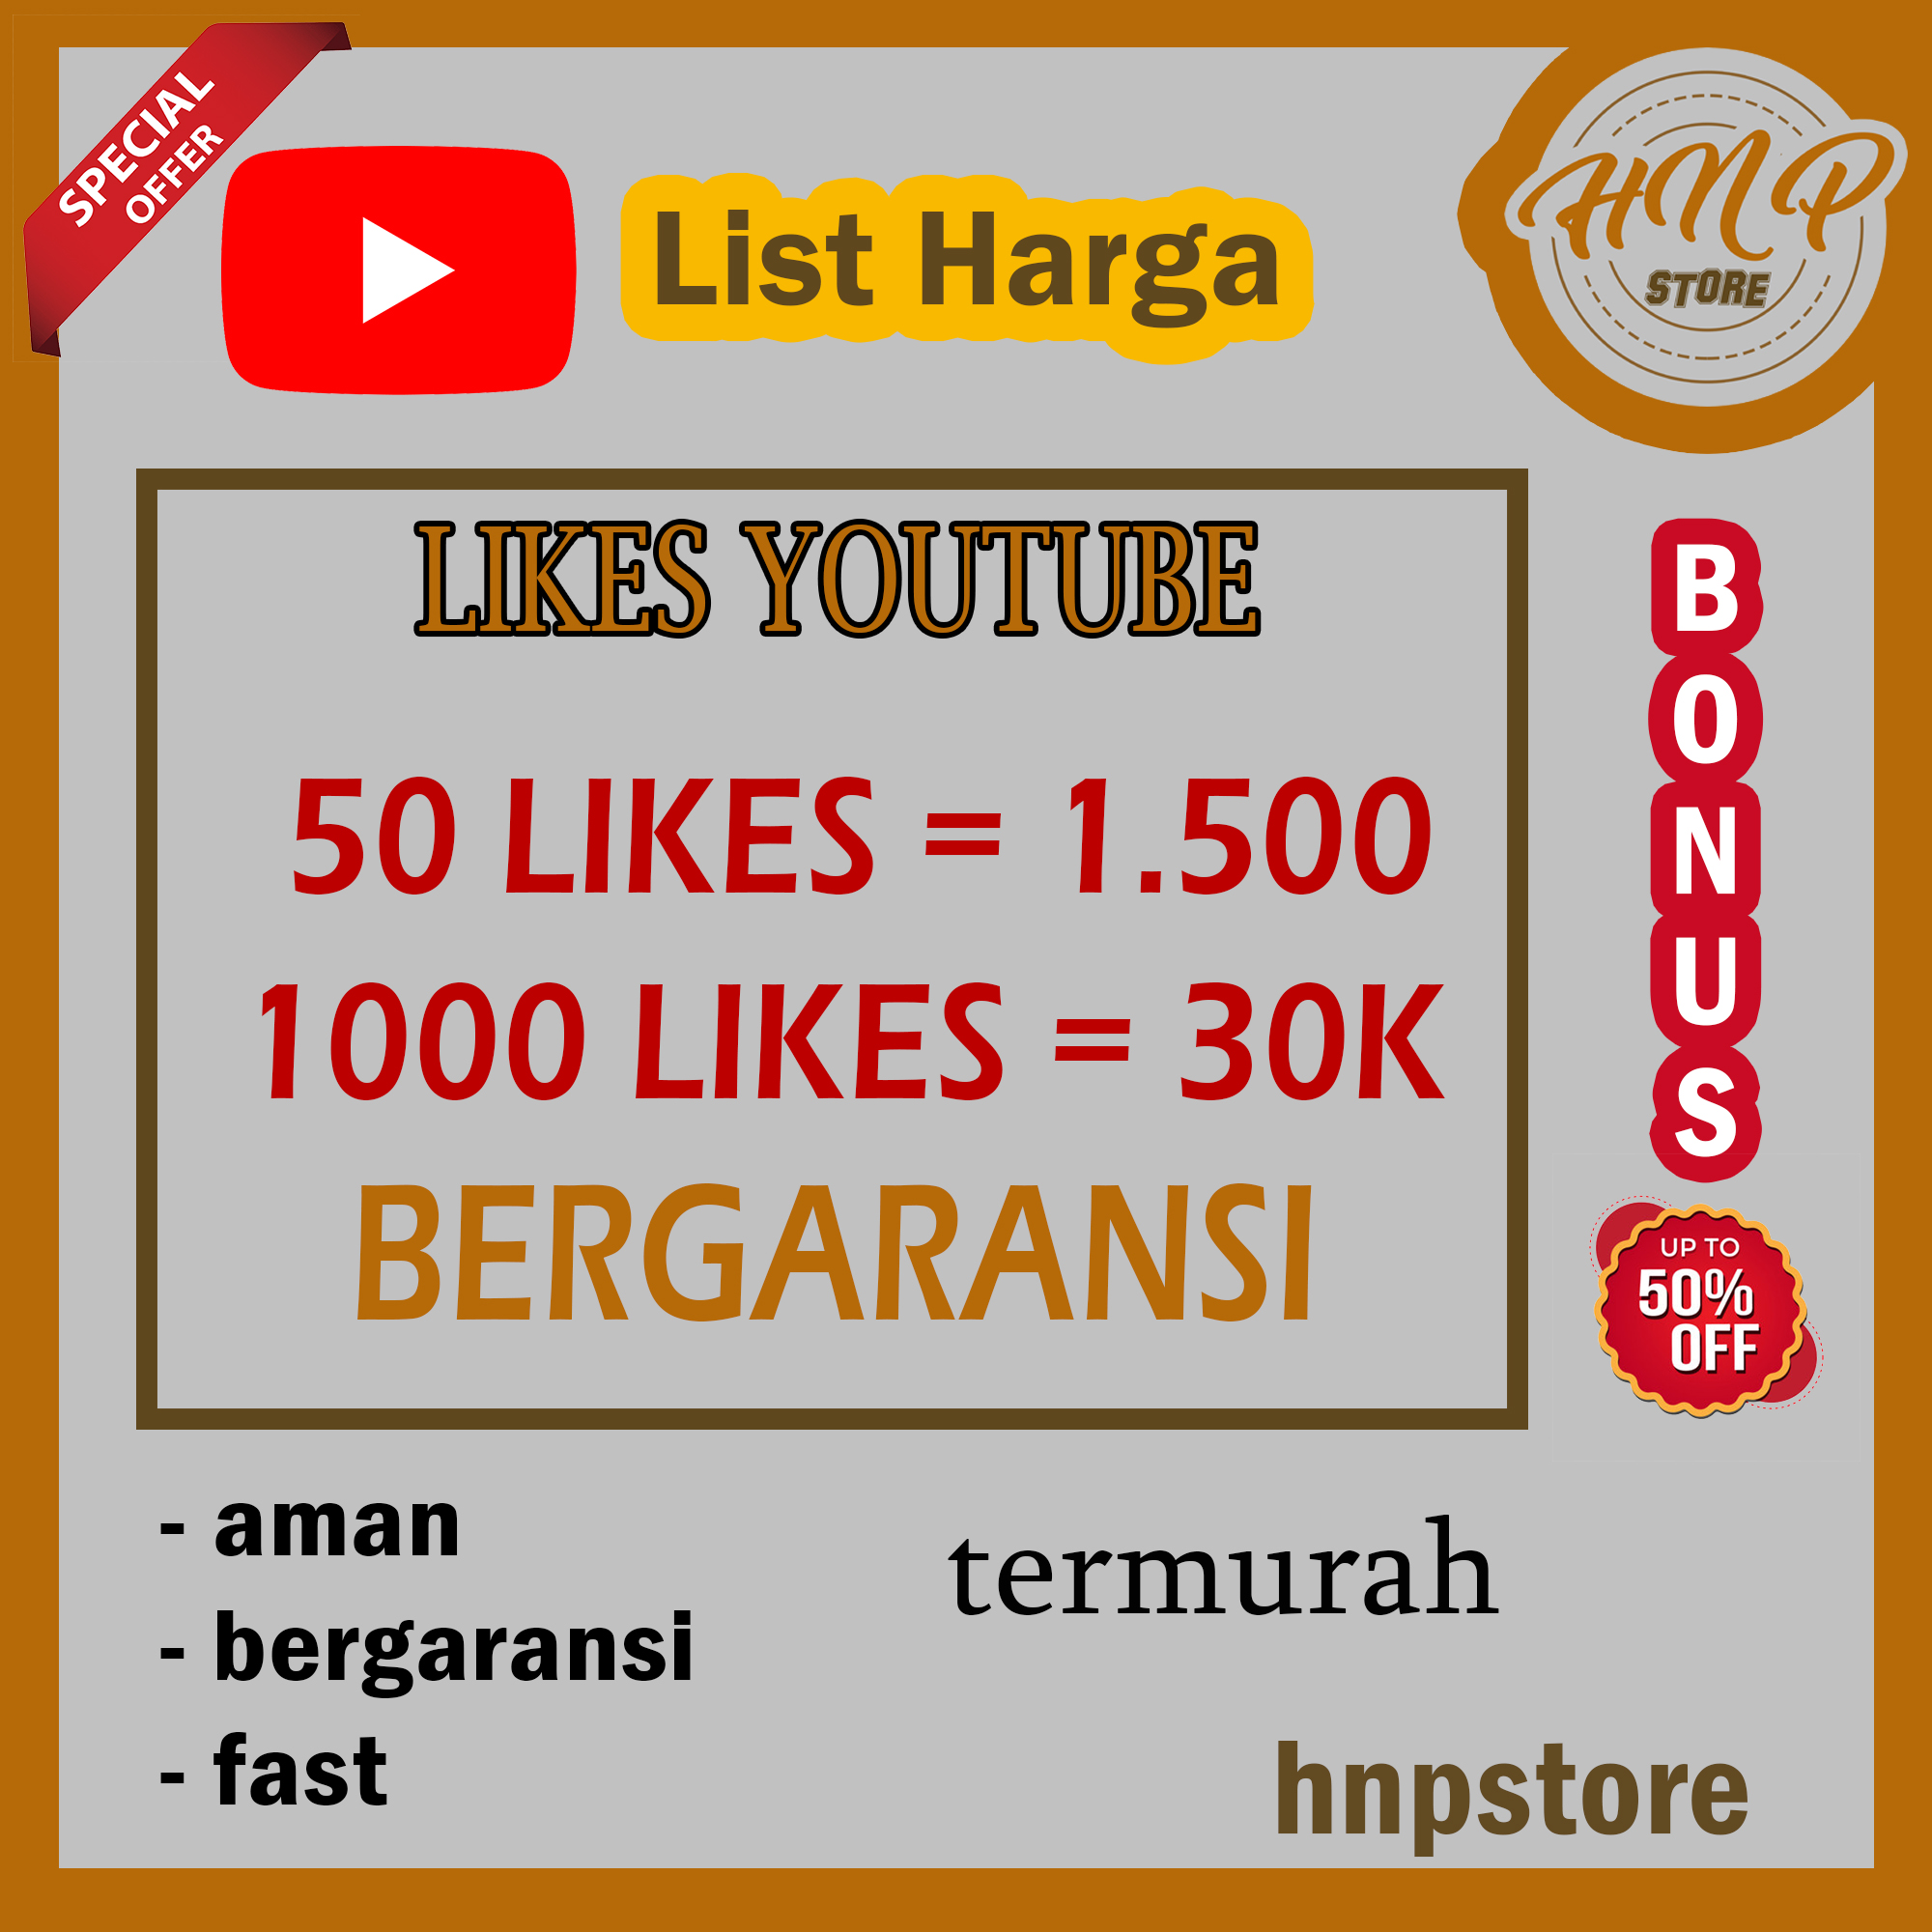 SPECIAL
OFFER
List Harga
HNP
STORE
LIKES YOUTUBE
50 LIKES = 1.500
1000 LIKES = 30K
BERGARANSI
BONUS
UP TO
50%
OFF
- aman
- bergaransi
- fast
termurah
hnpstore